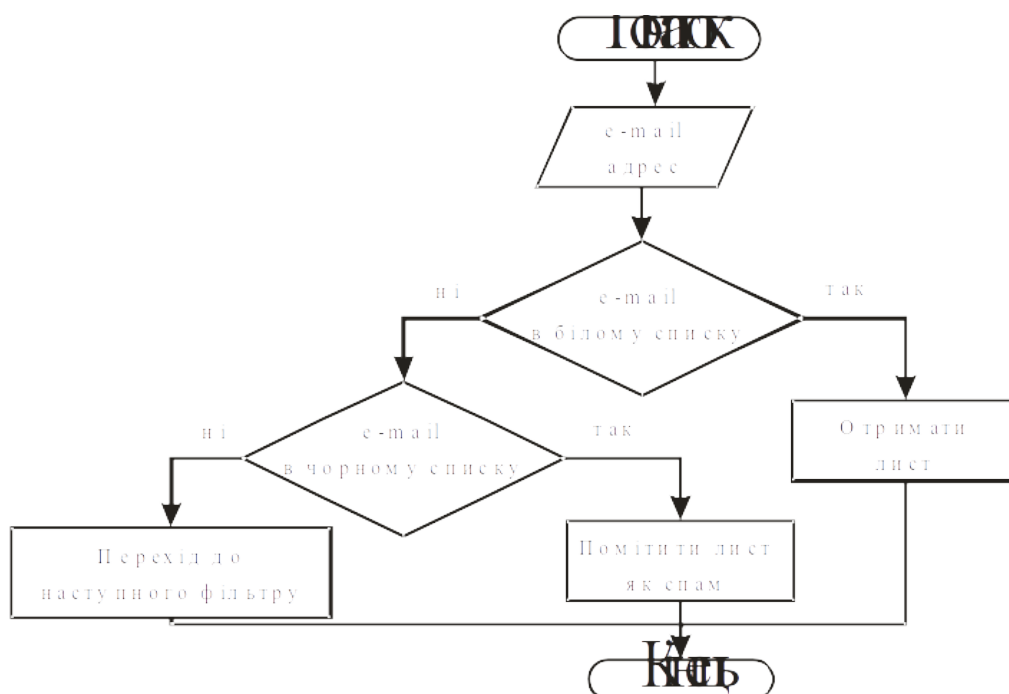 e-mail
адрес
ні
e-mail
в білому списку
так
ні
e-mail
в чорному списку
так
Отримати
лист
Перехід до
наступного фільтру
Помітити лист
як спам